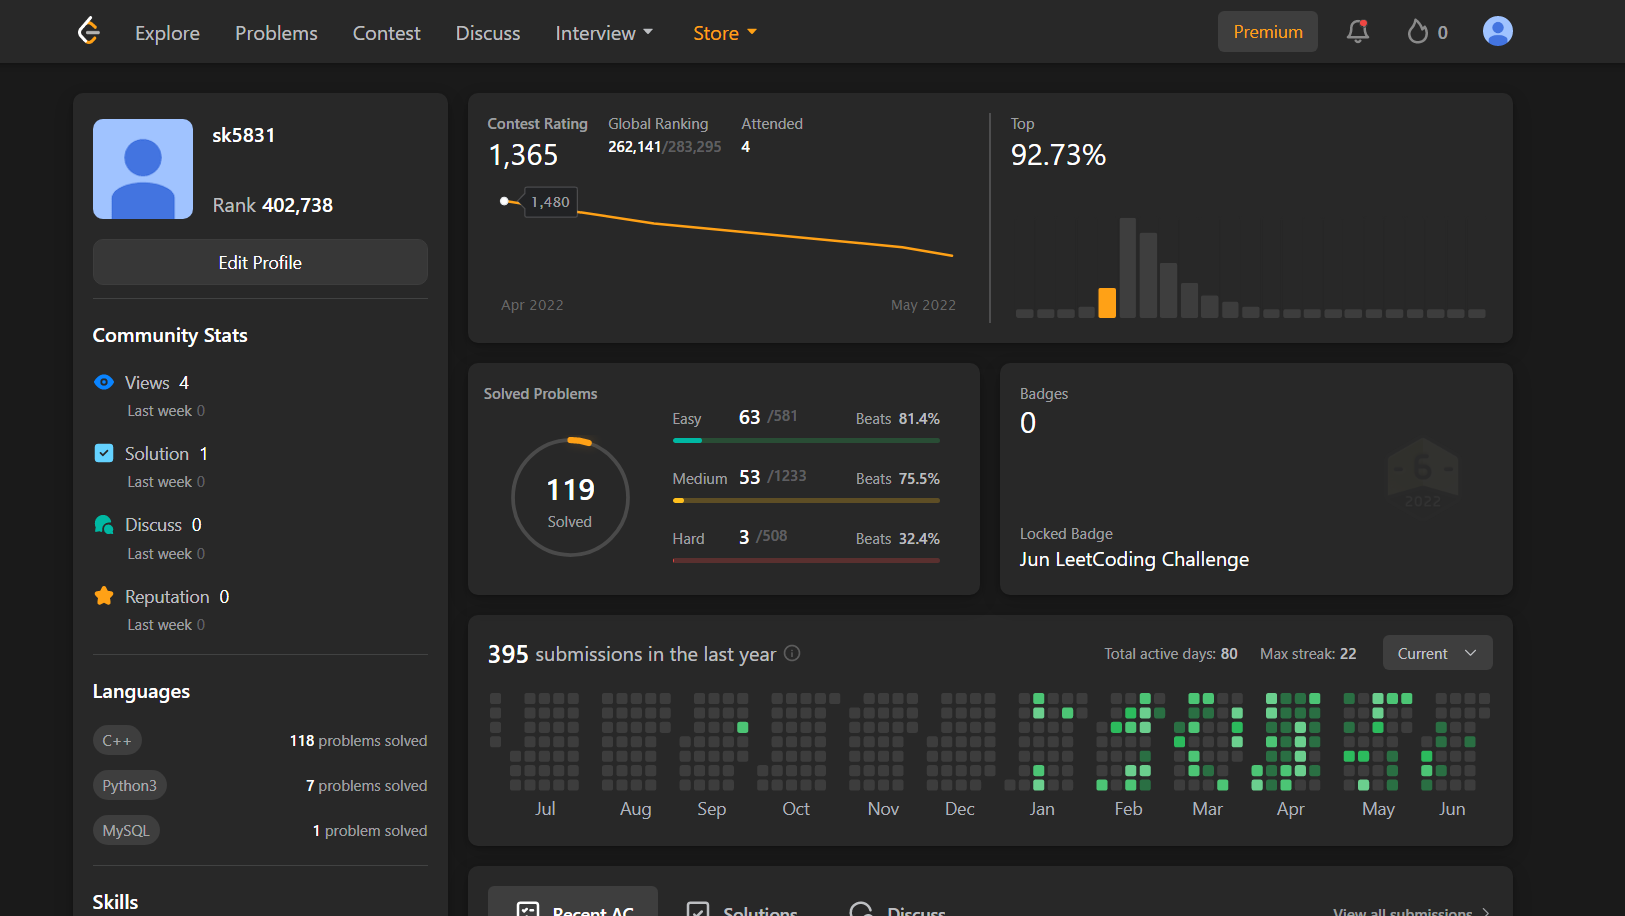 Explore Problems Contest Discuss Interview Store Premium 0
sk5831
Rank 402,738
Edit Profile
Community Stats
Views 4
Last week 0
Solution 1
Last week 0
Discuss 0
Last week 0
Reputation 0
Last week 0
Languages
C++ 118 problems solved
Python3 7 problems solved
MySQL 1 problem solved
Skills
Contest Rating Global Ranking Attended
1,365 262,141/283,295 4
1,480
Apr 2022 May 2022
Top
92.73%
Solved Problems
119
Solved
Easy 63 /581 Beats 81.4%
Medium 53 /1233 Beats 75.5%
Hard 3 /508 Beats 32.4%
Badges
0
6
2022
Locked Badge
Jun LeetCoding Challenge
395 submissions in the last year Total active days: 80 Max streak: 22 Current
Jul Aug Sep Oct Nov Dec Jan Feb Mar Apr May Jun
Recent AC Solutions Discuss View all submissions